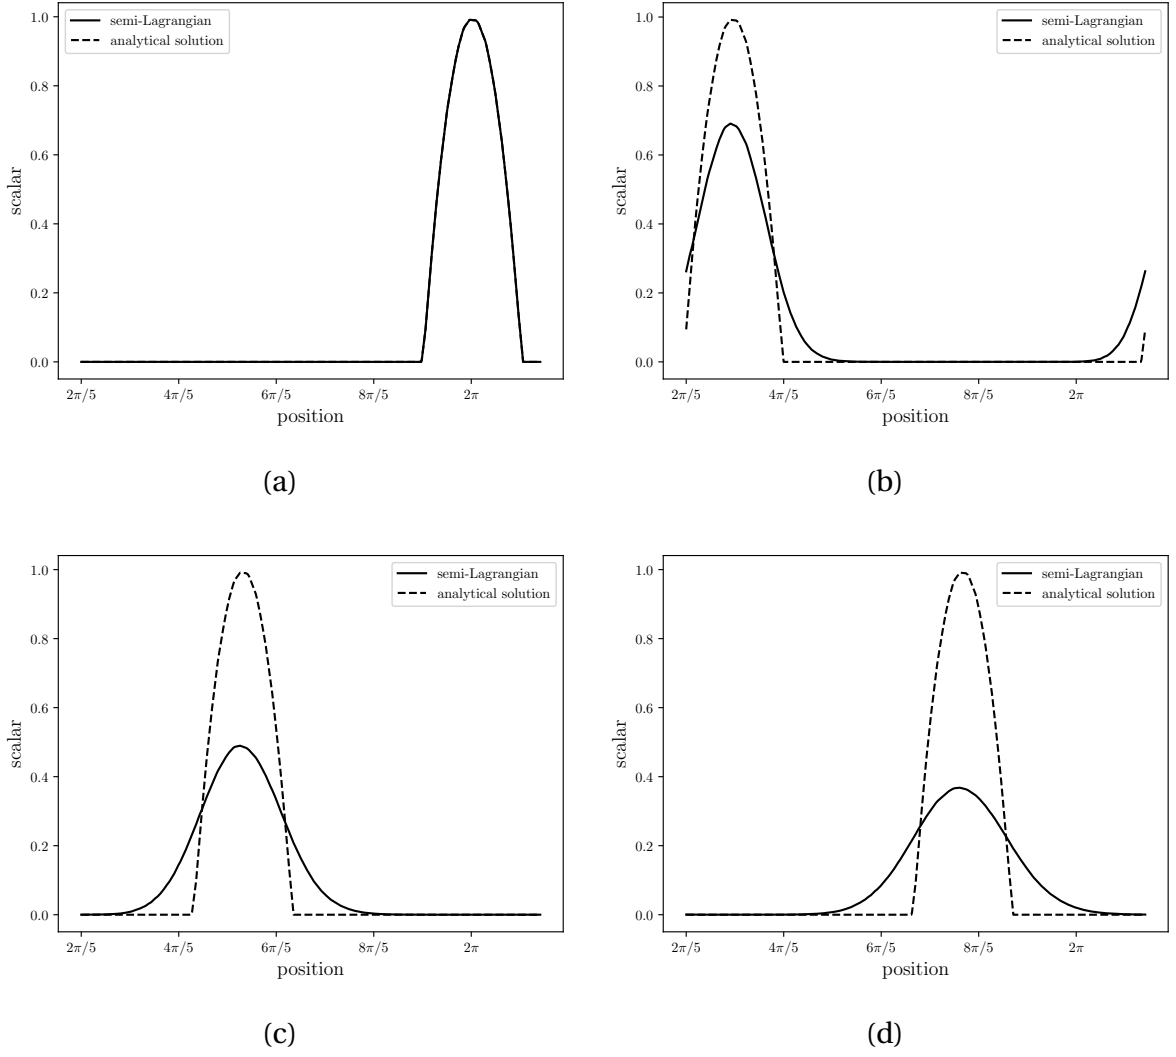 semi-Lagrangian
analytical solution
1.0
0.8
0.6
0.4
0.2
0.0
scalar
2π/5 4π/5 6π/5 8π/5 2π
position
(a)
semi-Lagrangian
analytical solution
1.0
0.8
0.6
0.4
0.2
0.0
scalar
2π/5 4π/5 6π/5 8π/5 2π
position
(b)
semi-Lagrangian
analytical solution
1.0
0.8
0.6
0.4
0.2
0.0
scalar
2π/5 4π/5 6π/5 8π/5 2π
position
(c)
semi-Lagrangian
analytical solution
1.0
0.8
0.6
0.4
0.2
0.0
scalar
2π/5 4π/5 6π/5 8π/5 2π
position
(d)